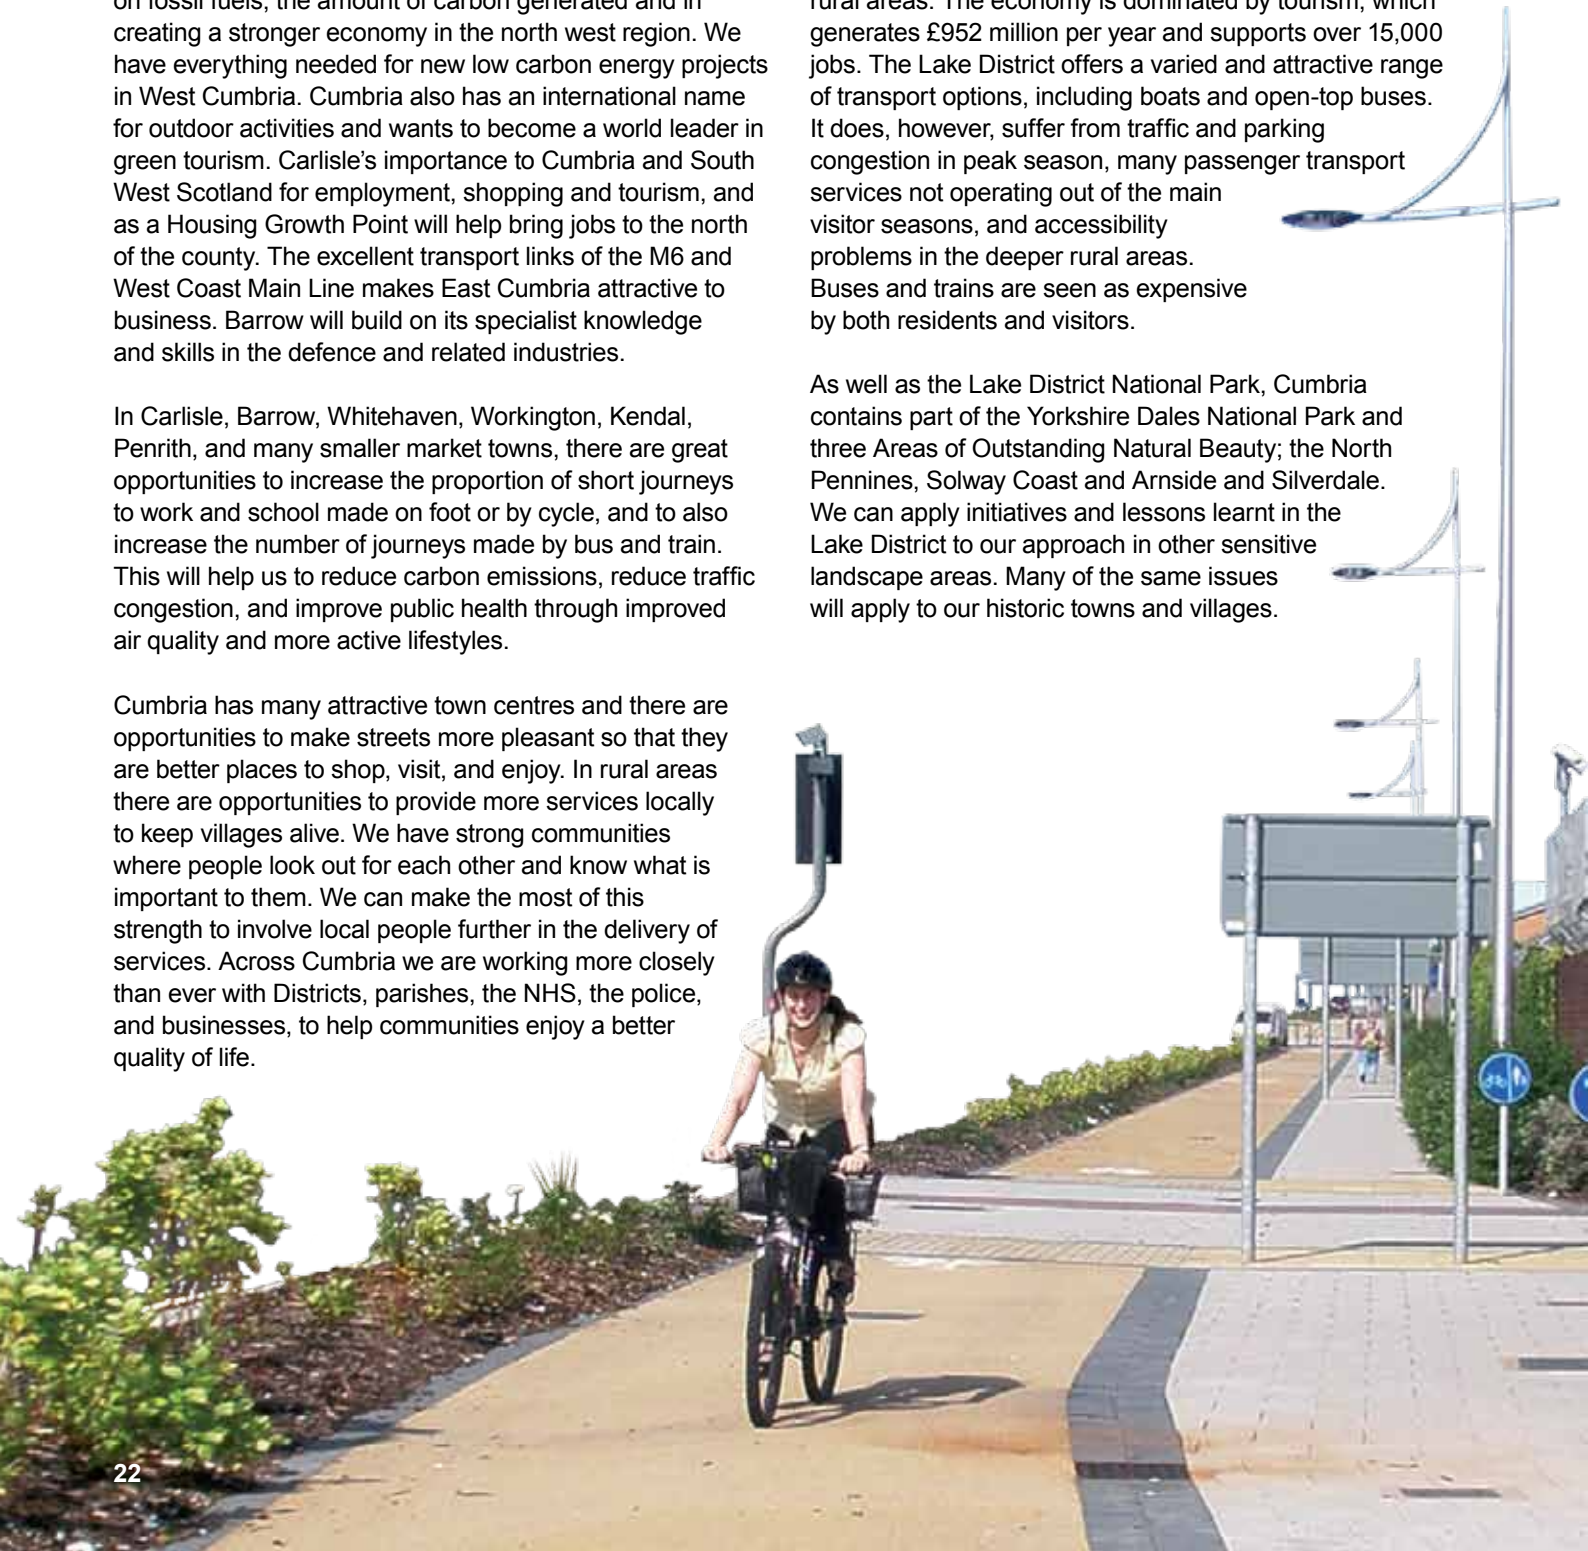 on fossil fuels, the amount of carbon generated and in
creating a stronger economy in the north west region. We
have everything needed for new low carbon energy projects
in West Cumbria. Cumbria also has an international name
for outdoor activities and wants to become a world leader in
green tourism. Carlisle’s importance to Cumbria and South
West Scotland for employment, shopping and tourism, and
as a Housing Growth Point will help bring jobs to the north
of the county. The excellent transport links of the M6 and
West Coast Main Line makes East Cumbria attractive to
business. Barrow will build on its specialist knowledge
and skills in the defence and related industries.
In Carlisle, Barrow, Whitehaven, Workington, Kendal,
Penrith, and many smaller market towns, there are great
opportunities to increase the proportion of short journeys
to work and school made on foot or by cycle, and to also
increase the number of journeys made by bus and train.
This will help us to reduce carbon emissions, reduce traffic
congestion, and improve public health through improved
air quality and more active lifestyles.
Cumbria has many attractive town centres and there are
opportunities to make streets more pleasant so that they
are better places to shop, visit, and enjoy. In rural areas
there are opportunities to provide more services locally
to keep villages alive. We have strong communities
where people look out for each other and know what is
important to them. We can make the most of this
strength to involve local people further in the delivery of
services. Across Cumbria we are working more closely
than ever with Districts, parishes, the NHS, the police,
and businesses, to help communities enjoy a better
quality of life.
rural areas. The economy is dominated by tourism, which
generates £952 million per year and supports over 15,000
jobs. The Lake District offers a varied and attractive range
of transport options, including boats and open-top buses.
It does, however, suffer from traffic and parking
congestion in peak season, many passenger transport
services not operating out of the main
visitor seasons, and accessibility
problems in the deeper rural areas.
Buses and trains are seen as expensive
by both residents and visitors.
As well as the Lake District National Park, Cumbria
contains part of the Yorkshire Dales National Park and
three Areas of Outstanding Natural Beauty; the North
Pennines, Solway Coast and Arnside and Silverdale.
We can apply initiatives and lessons learnt in the
Lake District to our approach in other sensitive
landscape areas. Many of the same issues
will apply to our historic towns and villages.
22